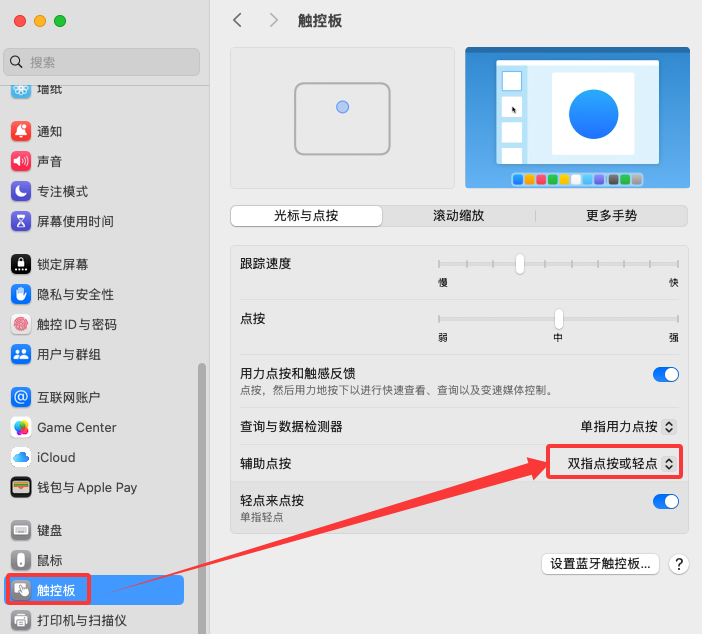 触控板
搜索
墙纸
通知
声音
专注模式
屏幕使用时间
锁定屏幕
隐私与安全性
触控ID与密码
用户与群组
互联网账户
Game Center
iCloud
钱包与Apple Pay
键盘
鼠标
触控板
打印机与扫描仪
光标与点按
滚动缩放
更多手势
跟踪速度
慢
快
点按
弱
中
强
用力点按和触感反馈
点按，然后用力地按下以进行快速查看、查询以及变速媒体控制。
查询与数据检测器
单指用力点按
辅助点按
双指点按或轻点
轻点来点按
单指轻点
设置蓝牙触控板...
?